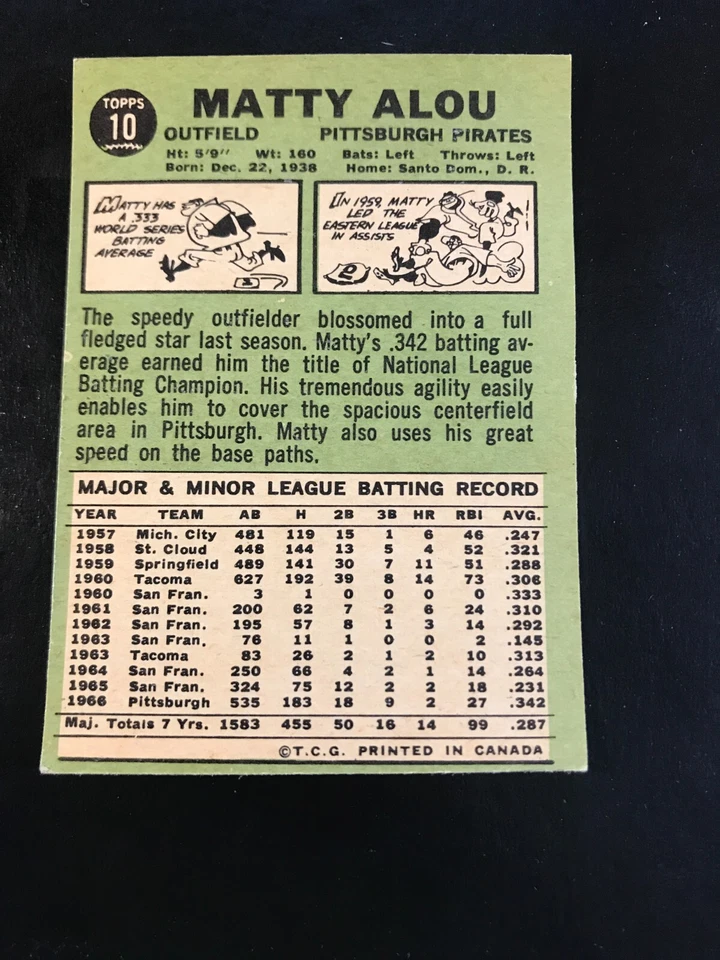 TOPPS
10
MATTY ALOU
OUTFIELD PITTSBURGH PIRATES
Ht: 5'9" Wt: 160 Bats: Left Throws: Left
Born: Dec. 22, 1938 Home: Santo Dom., D. R.
MATTY HAS
A .333
WORLD SERIES
BATTING
AVERAGE
IN 1959 MATTY
LED THE
EASTERN LEAGUE
IN ASSISTS
The speedy outfielder blossomed into a full
fledged star last season. Matty's .342 batting av-
erage earned him the title of National League
Batting Champion. His tremendous agility easily
enables him to cover the spacious centerfield
area in Pittsburgh. Matty also uses his great
speed on the base paths.
MAJOR & MINOR LEAGUE BATTING RECORD
YEAR TEAM AB H 2B 3B HR RBI AVG.
1957 Mich. City 481 119 15 1 6 46 .247
1958 St. Cloud 448 144 13 5 4 52 .321
1959 Springfield 489 141 30 7 11 51 .288
1960 Tacoma 627 192 39 8 14 73 .306
1960 San Fran. 3 1 0 0 0 0 .333
1961 San Fran. 200 62 7 2 6 24 .310
1962 San Fran. 195 57 8 1 3 14 .292
1963 San Fran. 76 11 1 0 0 2 .145
1963 Tacoma 83 26 2 1 2 10 .313
1964 San Fran. 250 66 4 2 1 14 .264
1965 San Fran. 324 75 12 2 2 18 .231
1966 Pittsburgh 535 183 18 9 2 27 .342
Maj. Totals 7 Yrs. 1583 455 50 16 14 99 .287
©T.C.G. PRINTED IN CANADA